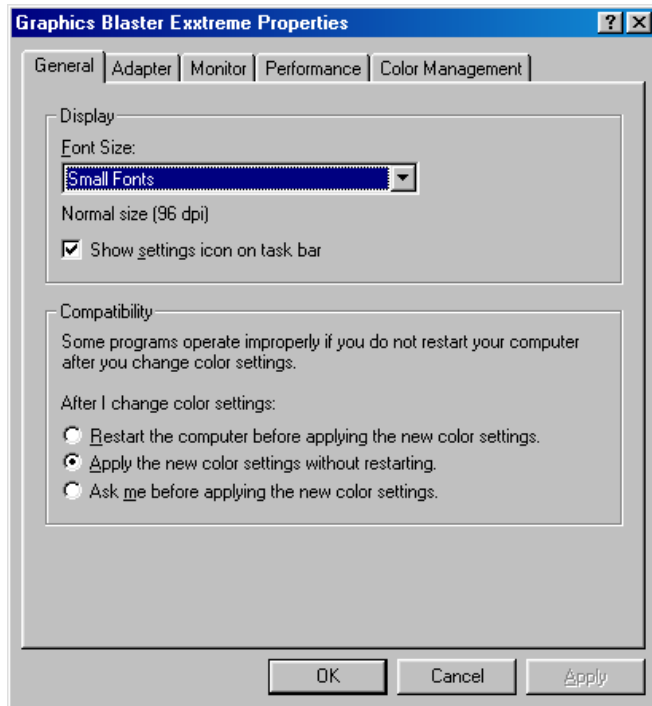 Graphics Blaster Exxtreme Properties
General Adapter Monitor Performance Color Management
Display
Font Size:
Small Fonts
Normal size (96 dpi)
Show settings icon on task bar
Compatibility
Some programs operate improperly if you do not restart your computer
after you change color settings.
After I change color settings:
Restart the computer before applying the new color settings.
Apply the new color settings without restarting.
Ask me before applying the new color settings.
OK Cancel Apply